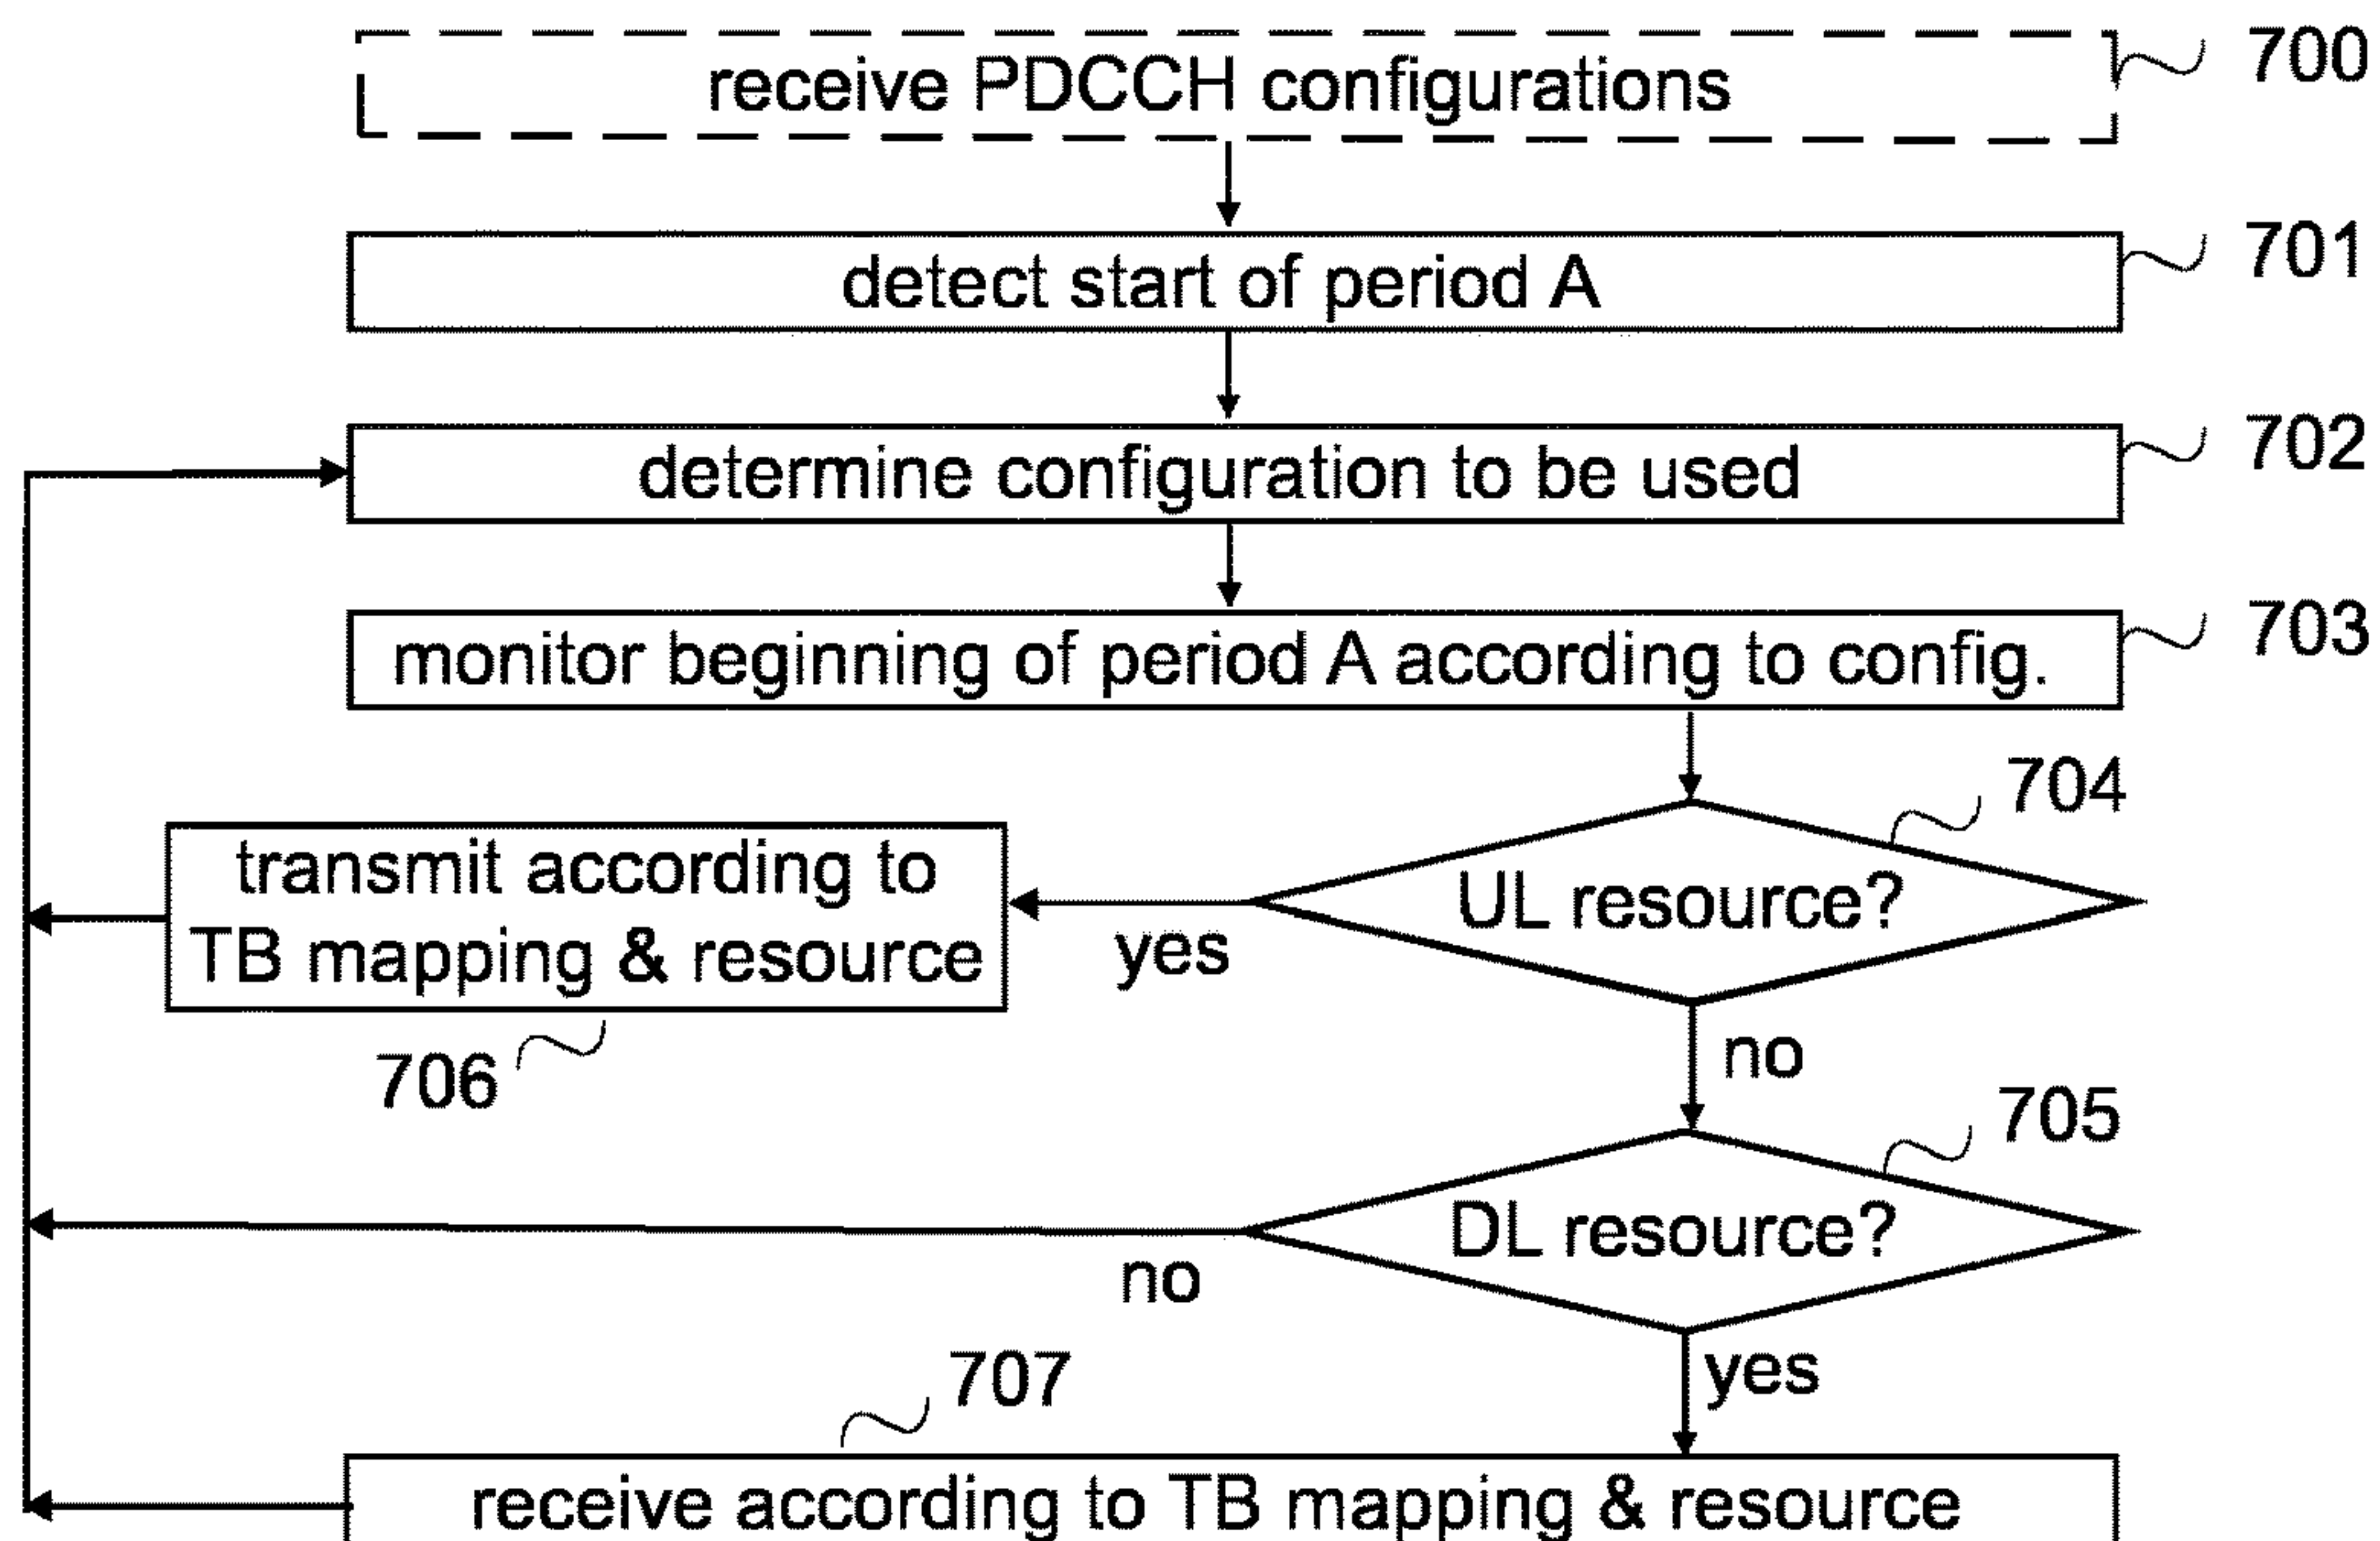 receive PDCCH configurations
700
detect start of period A
701
determine configuration to be used
702
monitor beginning of period A according to config.
703
704
transmit according to
TB mapping & resource
UL resource?
yes
706
no
705
DL resource?
no
yes
707
receive according to TB mapping & resource